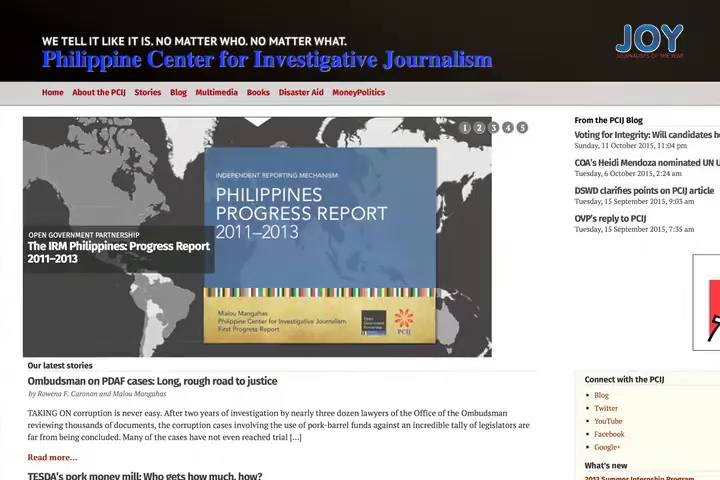 WE TELL IT LIKE IT IS. NO MATTER WHO. NO MATTER WHAT.
Philippine Center for Investigative Journalism
JOY
JOURNALISTS OF THE YEAR
Home About the PCIJ Stories Blog Multimedia Books Disaster Aid MoneyPolitics
1 2 3 4 5
INDEPENDENT REPORTING MECHANISM:
PHILIPPINES
PROGRESS REPORT
2011–2013
OPEN GOVERNMENT PARTNERSHIP
The IRM Philippines: Progress Report
2011–2013
Malou Mangahas
Philippine Center for Investigative Journalism
First Progress Report
Open
Government
Partnership
PCIJ
Our latest stories
Ombudsman on PDAF cases: Long, rough road to justice
by Rowena F. Caronan and Malou Mangahas
TAKING ON corruption is never easy. After two years of investigation by nearly three dozen lawyers of the Office of the Ombudsman
reviewing thousands of documents, the corruption cases involving the use of pork-barrel funds against an incredible tally of legislators are
far from being concluded. Many of the cases have not even reached trial [...]
Read more...
TESDA's pork money mill: Who gets how much, how?
From the PCIJ Blog
Voting for Integrity: Will candidates h
Sunday, 11 October 2015, 11:04 pm
COA's Heidi Mendoza nominated UN U
Tuesday, 6 October 2015, 2:24 am
DSWD clarifies points on PCIJ article
Tuesday, 15 September 2015, 9:03 am
OVP's reply to PCIJ
Tuesday, 15 September 2015, 7:35 am
Connect with the PCIJ
Blog
Twitter
YouTube
Facebook
Google+
What's new
2013 Summer Internship Program